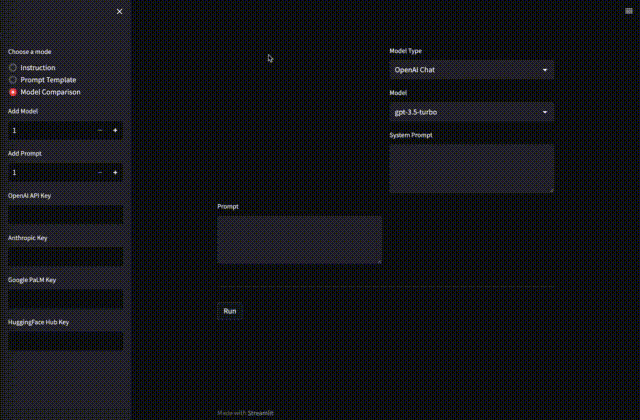 Choose a mode
Instruction
Prompt Template
Model Comparison
Add Model
1
Add Prompt
1
OpenAI API Key
Anthropic Key
Google PaLM Key
HuggingFace Hub Key
Model Type
OpenAI Chat
Model
gpt-3.5-turbo
System Prompt
Prompt
Run
Made with Streamlit